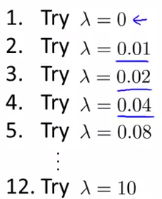 1. Try λ = 0 ←
2. Try λ = 0.01
3. Try λ = 0.02
4. Try λ = 0.04
5. Try λ = 0.08
⋮
12. Try λ = 10